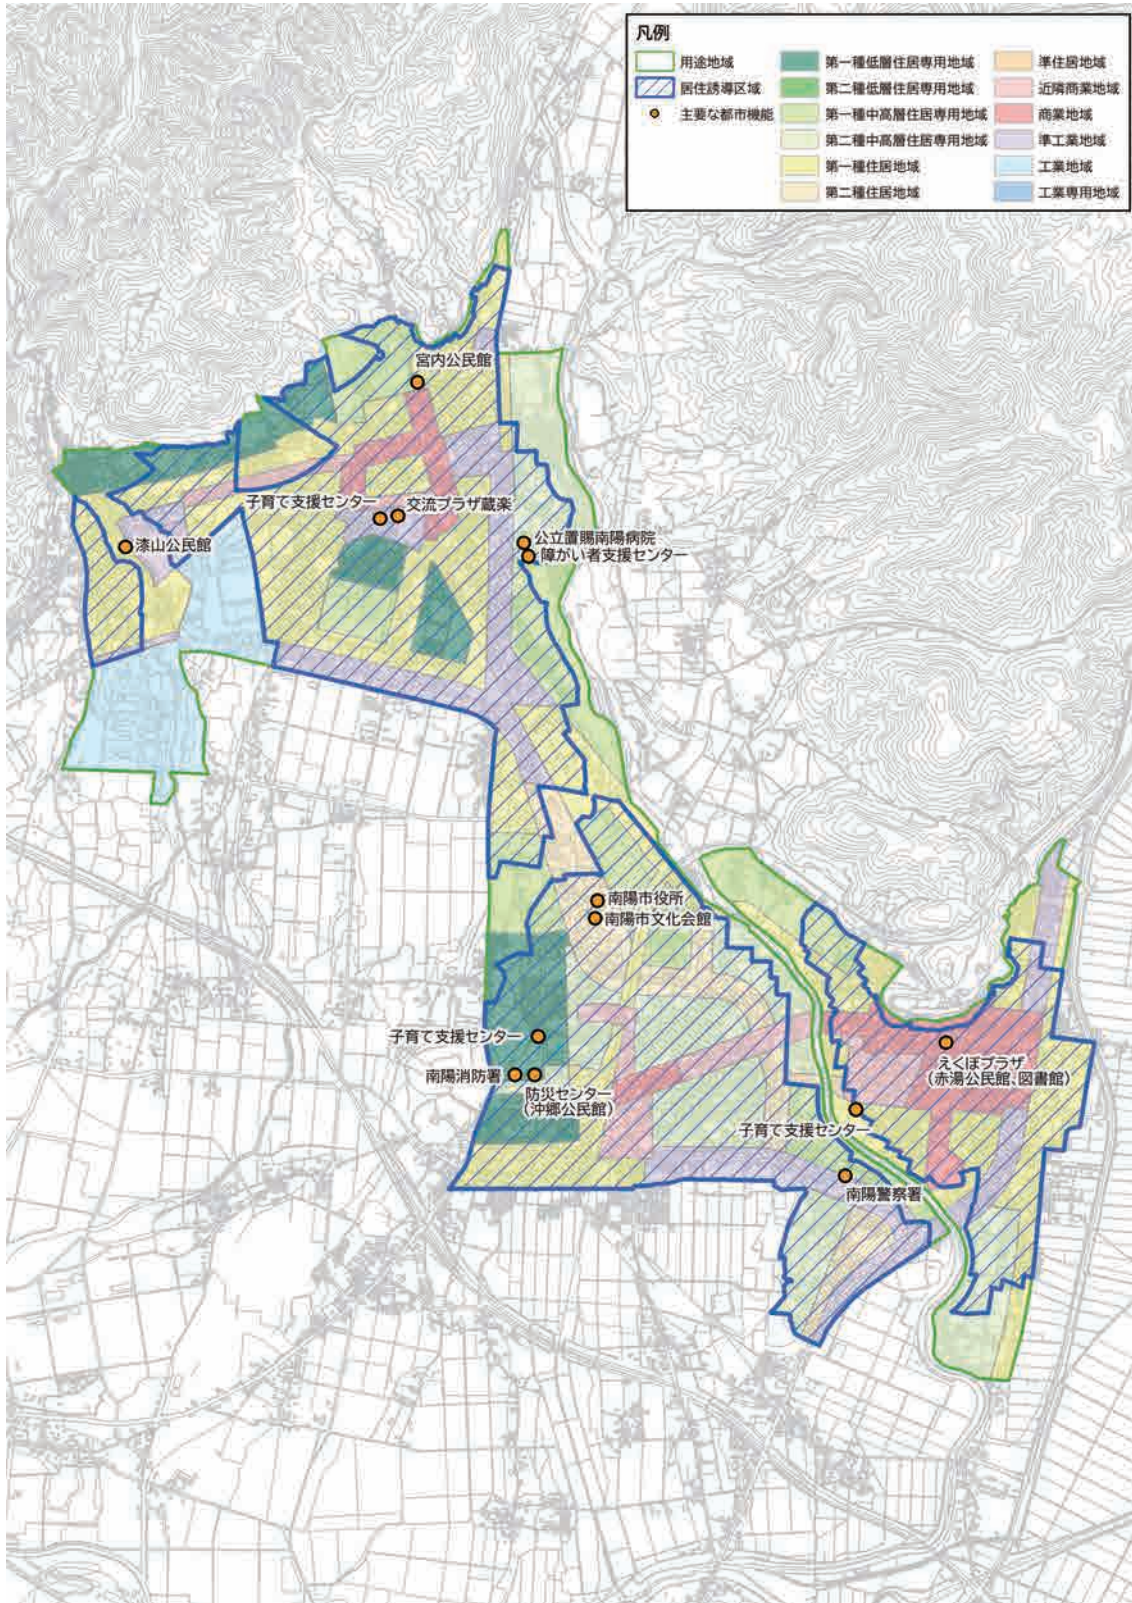 凡例
用途地域
居住誘導区域
主要な都市機能
第一種低層住居専用地域
第二種低層住居専用地域
第一種中高層住居専用地域
第二種中高層住居専用地域
第一種住居地域
第二種住居地域
準住居地域
近隣商業地域
商業地域
準工業地域
工業地域
工業専用地域
宮内公民館
子育て支援センター
交流プラザ蔵楽
漆山公民館
公立置賜南陽病院
障がい者支援センター
南陽市役所
南陽市文化会館
子育て支援センター
南陽消防署
防災センター
(沖郷公民館)
えくぼプラザ
(赤湯公民館、図書館)
子育て支援センター
南陽警察署